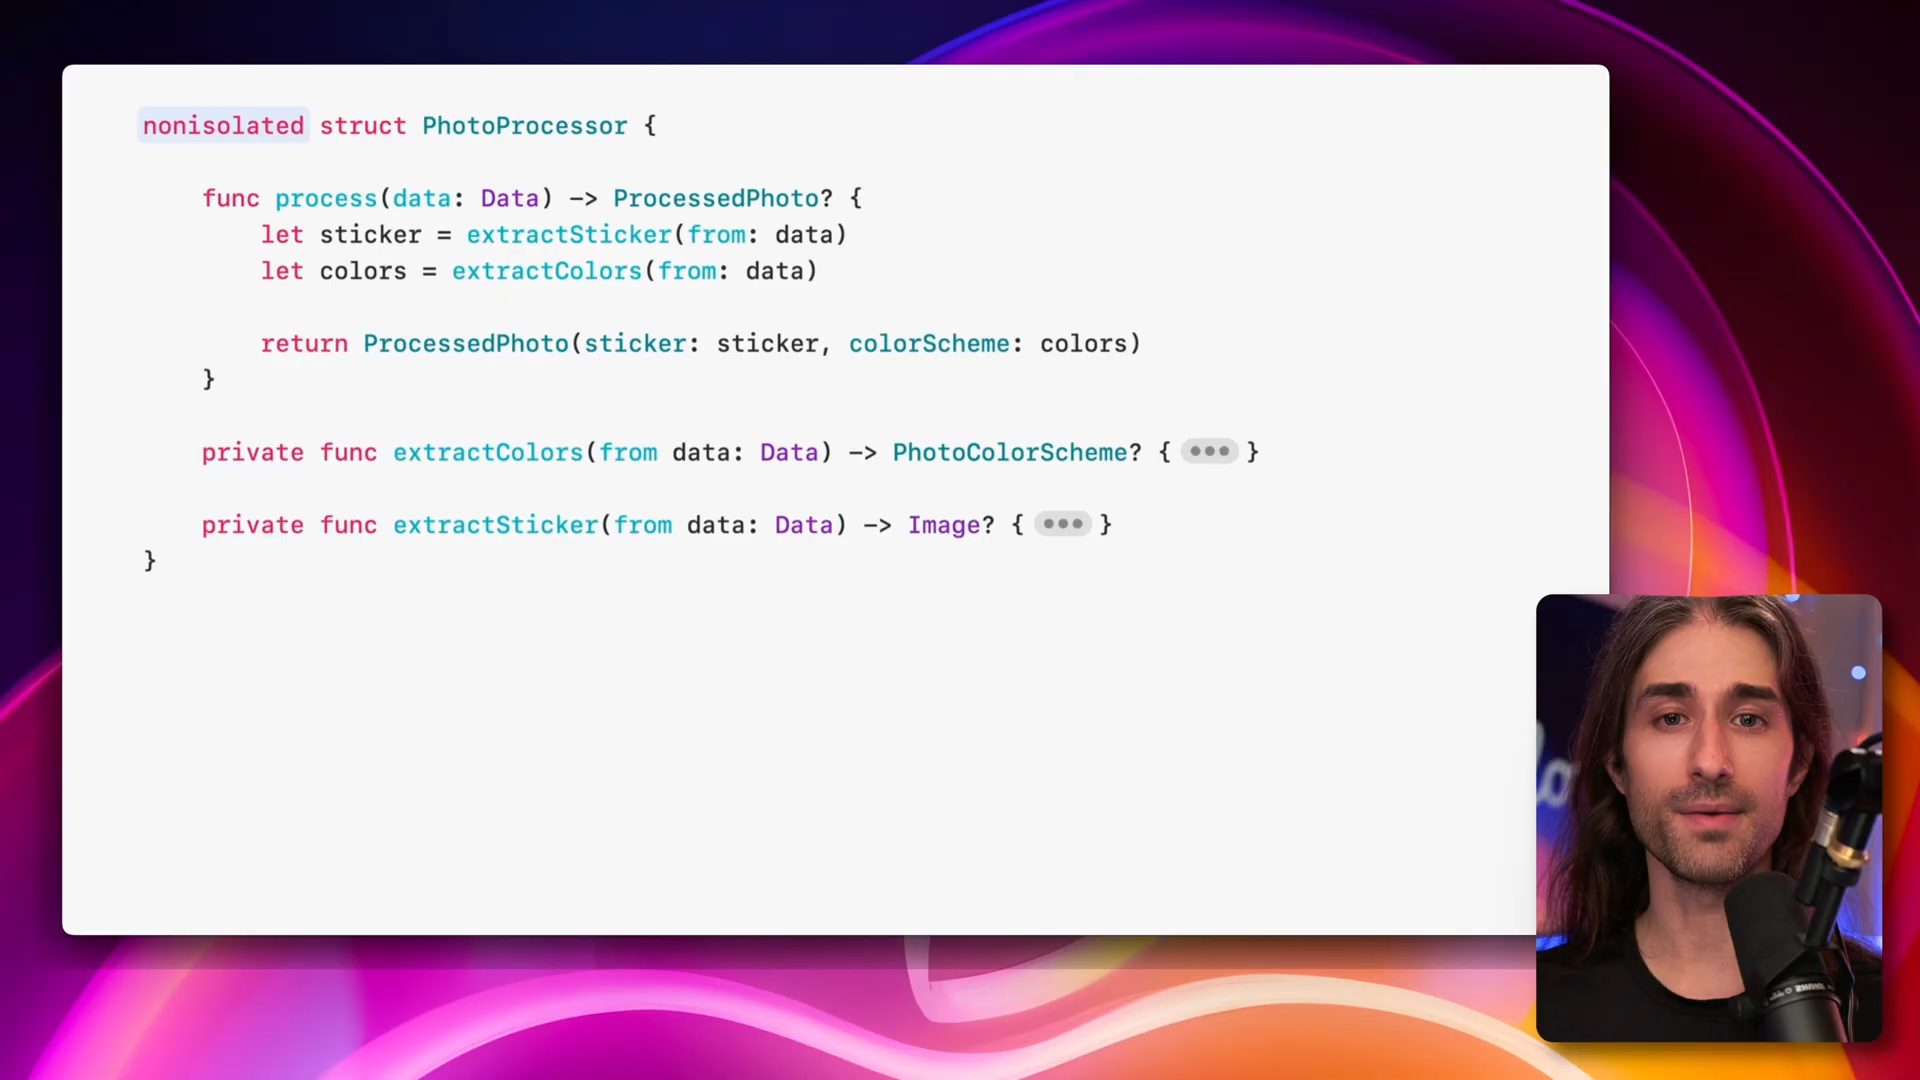 nonisolated struct PhotoProcessor {
func process(data: Data) -> ProcessedPhoto? {
let sticker = extractSticker(from: data)
let colors = extractColors(from: data)
return ProcessedPhoto(sticker: sticker, colorScheme: colors)
}
private func extractColors(from data: Data) -> PhotoColorScheme? { ••• }
private func extractSticker(from data: Data) -> Image? { ••• }
}